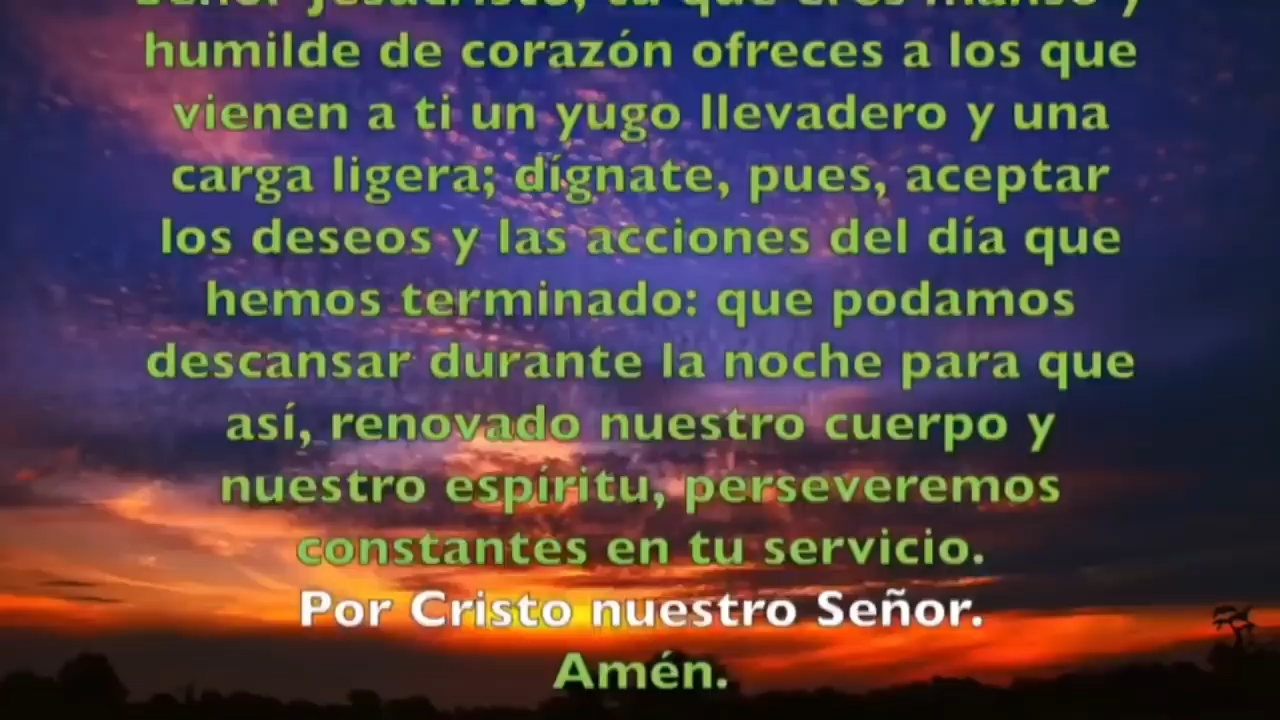 Señor Jesucristo, tú que eres manso y
humilde de corazón ofreces a los que
vienen a ti un yugo llevadero y una
carga ligera; dígnate, pues, aceptar
los deseos y las acciones del día que
hemos terminado: que podamos
descansar durante la noche para que
así, renovado nuestro cuerpo y
nuestro espíritu, perseveremos
constantes en tu servicio.
Por Cristo nuestro Señor.
Amén.